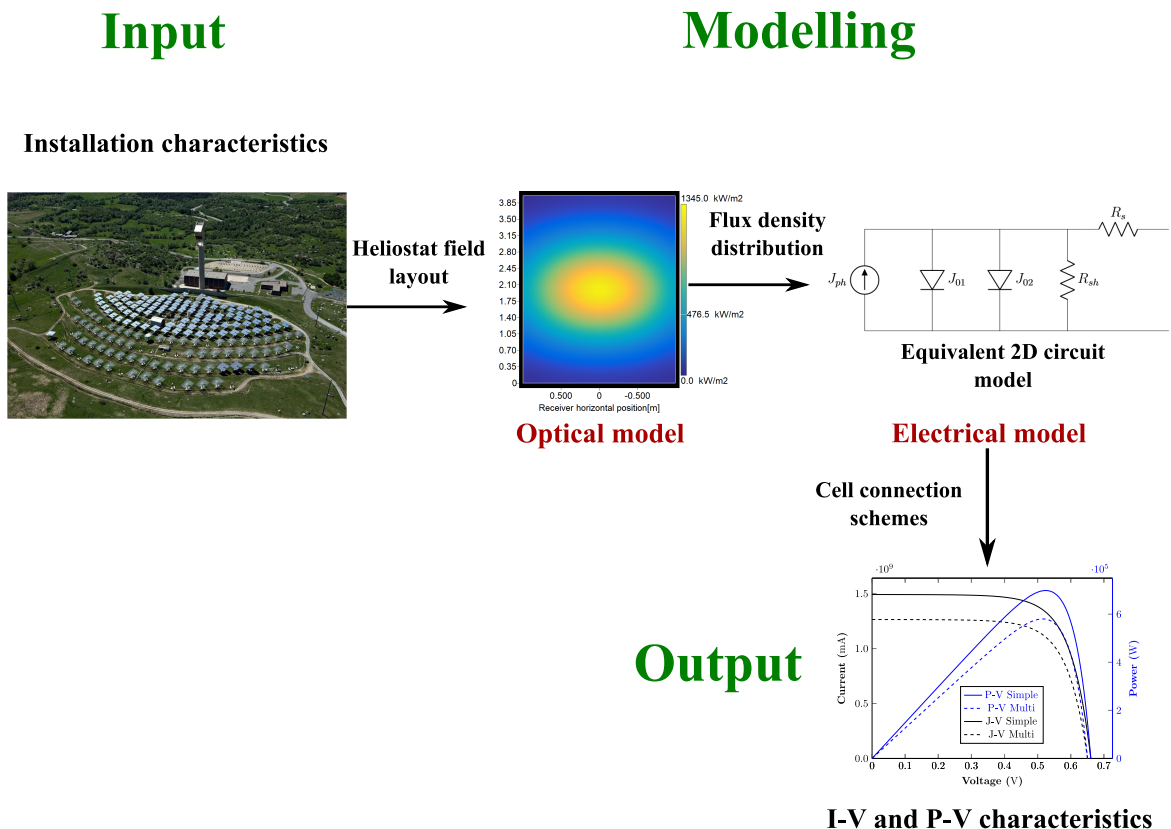 Input
Modelling
Installation characteristics
Heliostat field
layout
3.85
3.50
3.15
2.80
2.45
2.10
1.75
1.40
1.05
0.70
0.35
0
0.500 0 -0.500
Receiver horizontal position[m]
1345.0 kW/m2
476.5 kW/m2
0.0 kW/m2
Optical model
Flux density
distribution
J_ph
J_01
J_02
R_sh
R_s
Equivalent 2D circuit
model
Electrical model
Cell connection
schemes
Output
·10^9
·10^5
1.5
1.0
0.5
0.0
Current (mA)
6
4
2
0
Power (W)
P-V Simple
P-V Multi
J-V Simple
J-V Multi
0 0.1 0.2 0.3 0.4 0.5 0.6 0.7
Voltage (V)
I-V and P-V characteristics